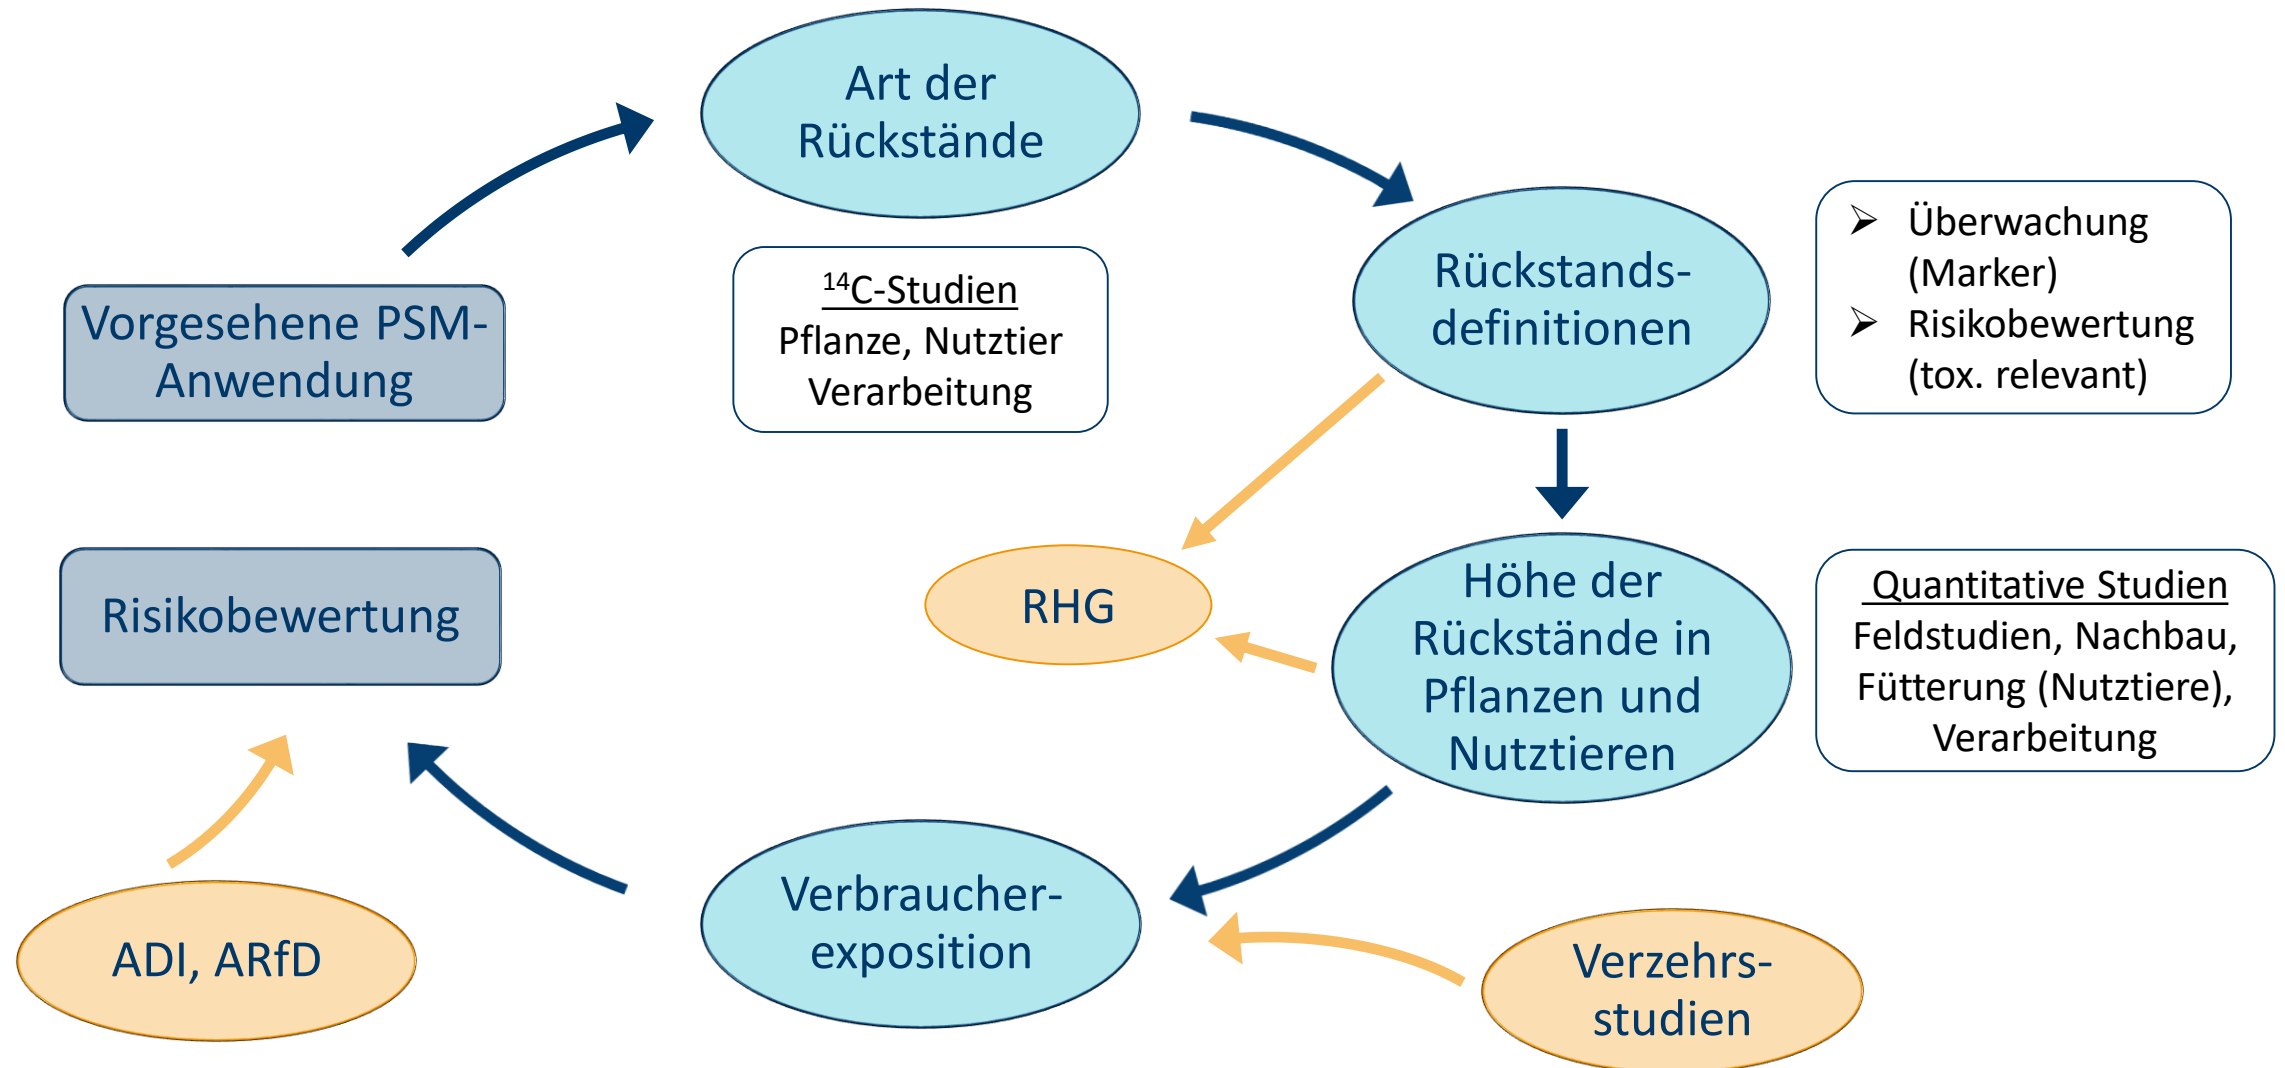 Art der
Rückstände
Vorgesehene PSM-
Anwendung
¹⁴C-Studien
Pflanze, Nutztier
Verarbeitung
Rückstands-
definitionen
➢ Überwachung
(Marker)
➢ Risikobewertung
(tox. relevant)
Risikobewertung
RHG
Höhe der
Rückstände in
Pflanzen und
Nutztieren
Quantitative Studien
Feldstudien, Nachbau,
Fütterung (Nutztiere),
Verarbeitung
ADI, ARfD
Verbraucher-
exposition
Verzehrs-
studien